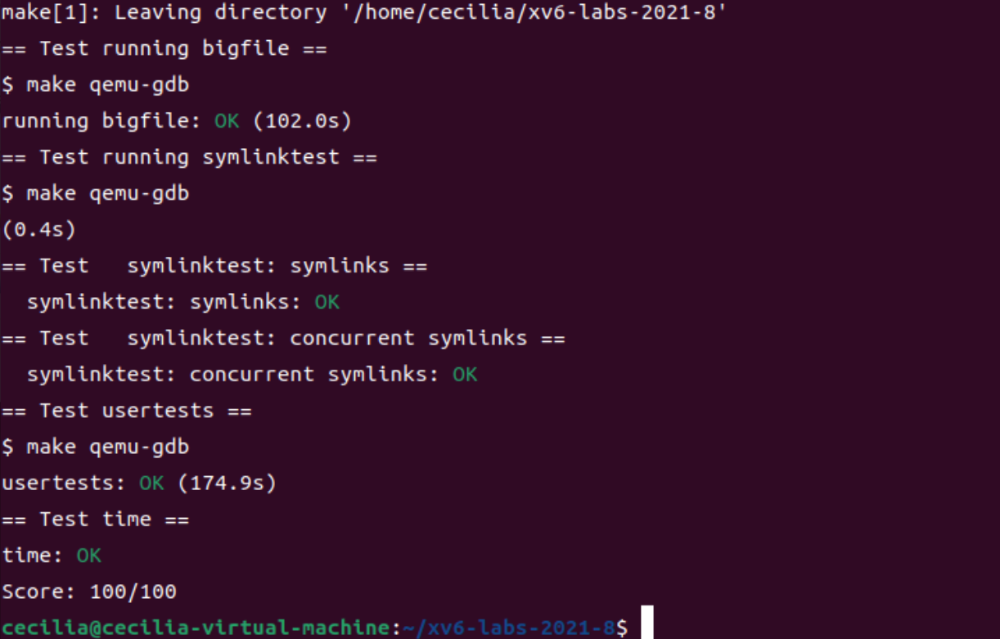 make[1]: Leaving directory '/home/cecilia/xv6-labs-2021-8'
== Test running bigfile ==
$ make qemu-gdb
running bigfile: OK (102.0s)
== Test running symlinktest ==
$ make qemu-gdb
(0.4s)
== Test   symlinktest: symlinks ==
  symlinktest: symlinks: OK
== Test   symlinktest: concurrent symlinks ==
  symlinktest: concurrent symlinks: OK
== Test usertests ==
$ make qemu-gdb
usertests: OK (174.9s)
== Test time ==
time: OK
Score: 100/100
cecilia@cecilia-virtual-machine:~/xv6-labs-2021-8$